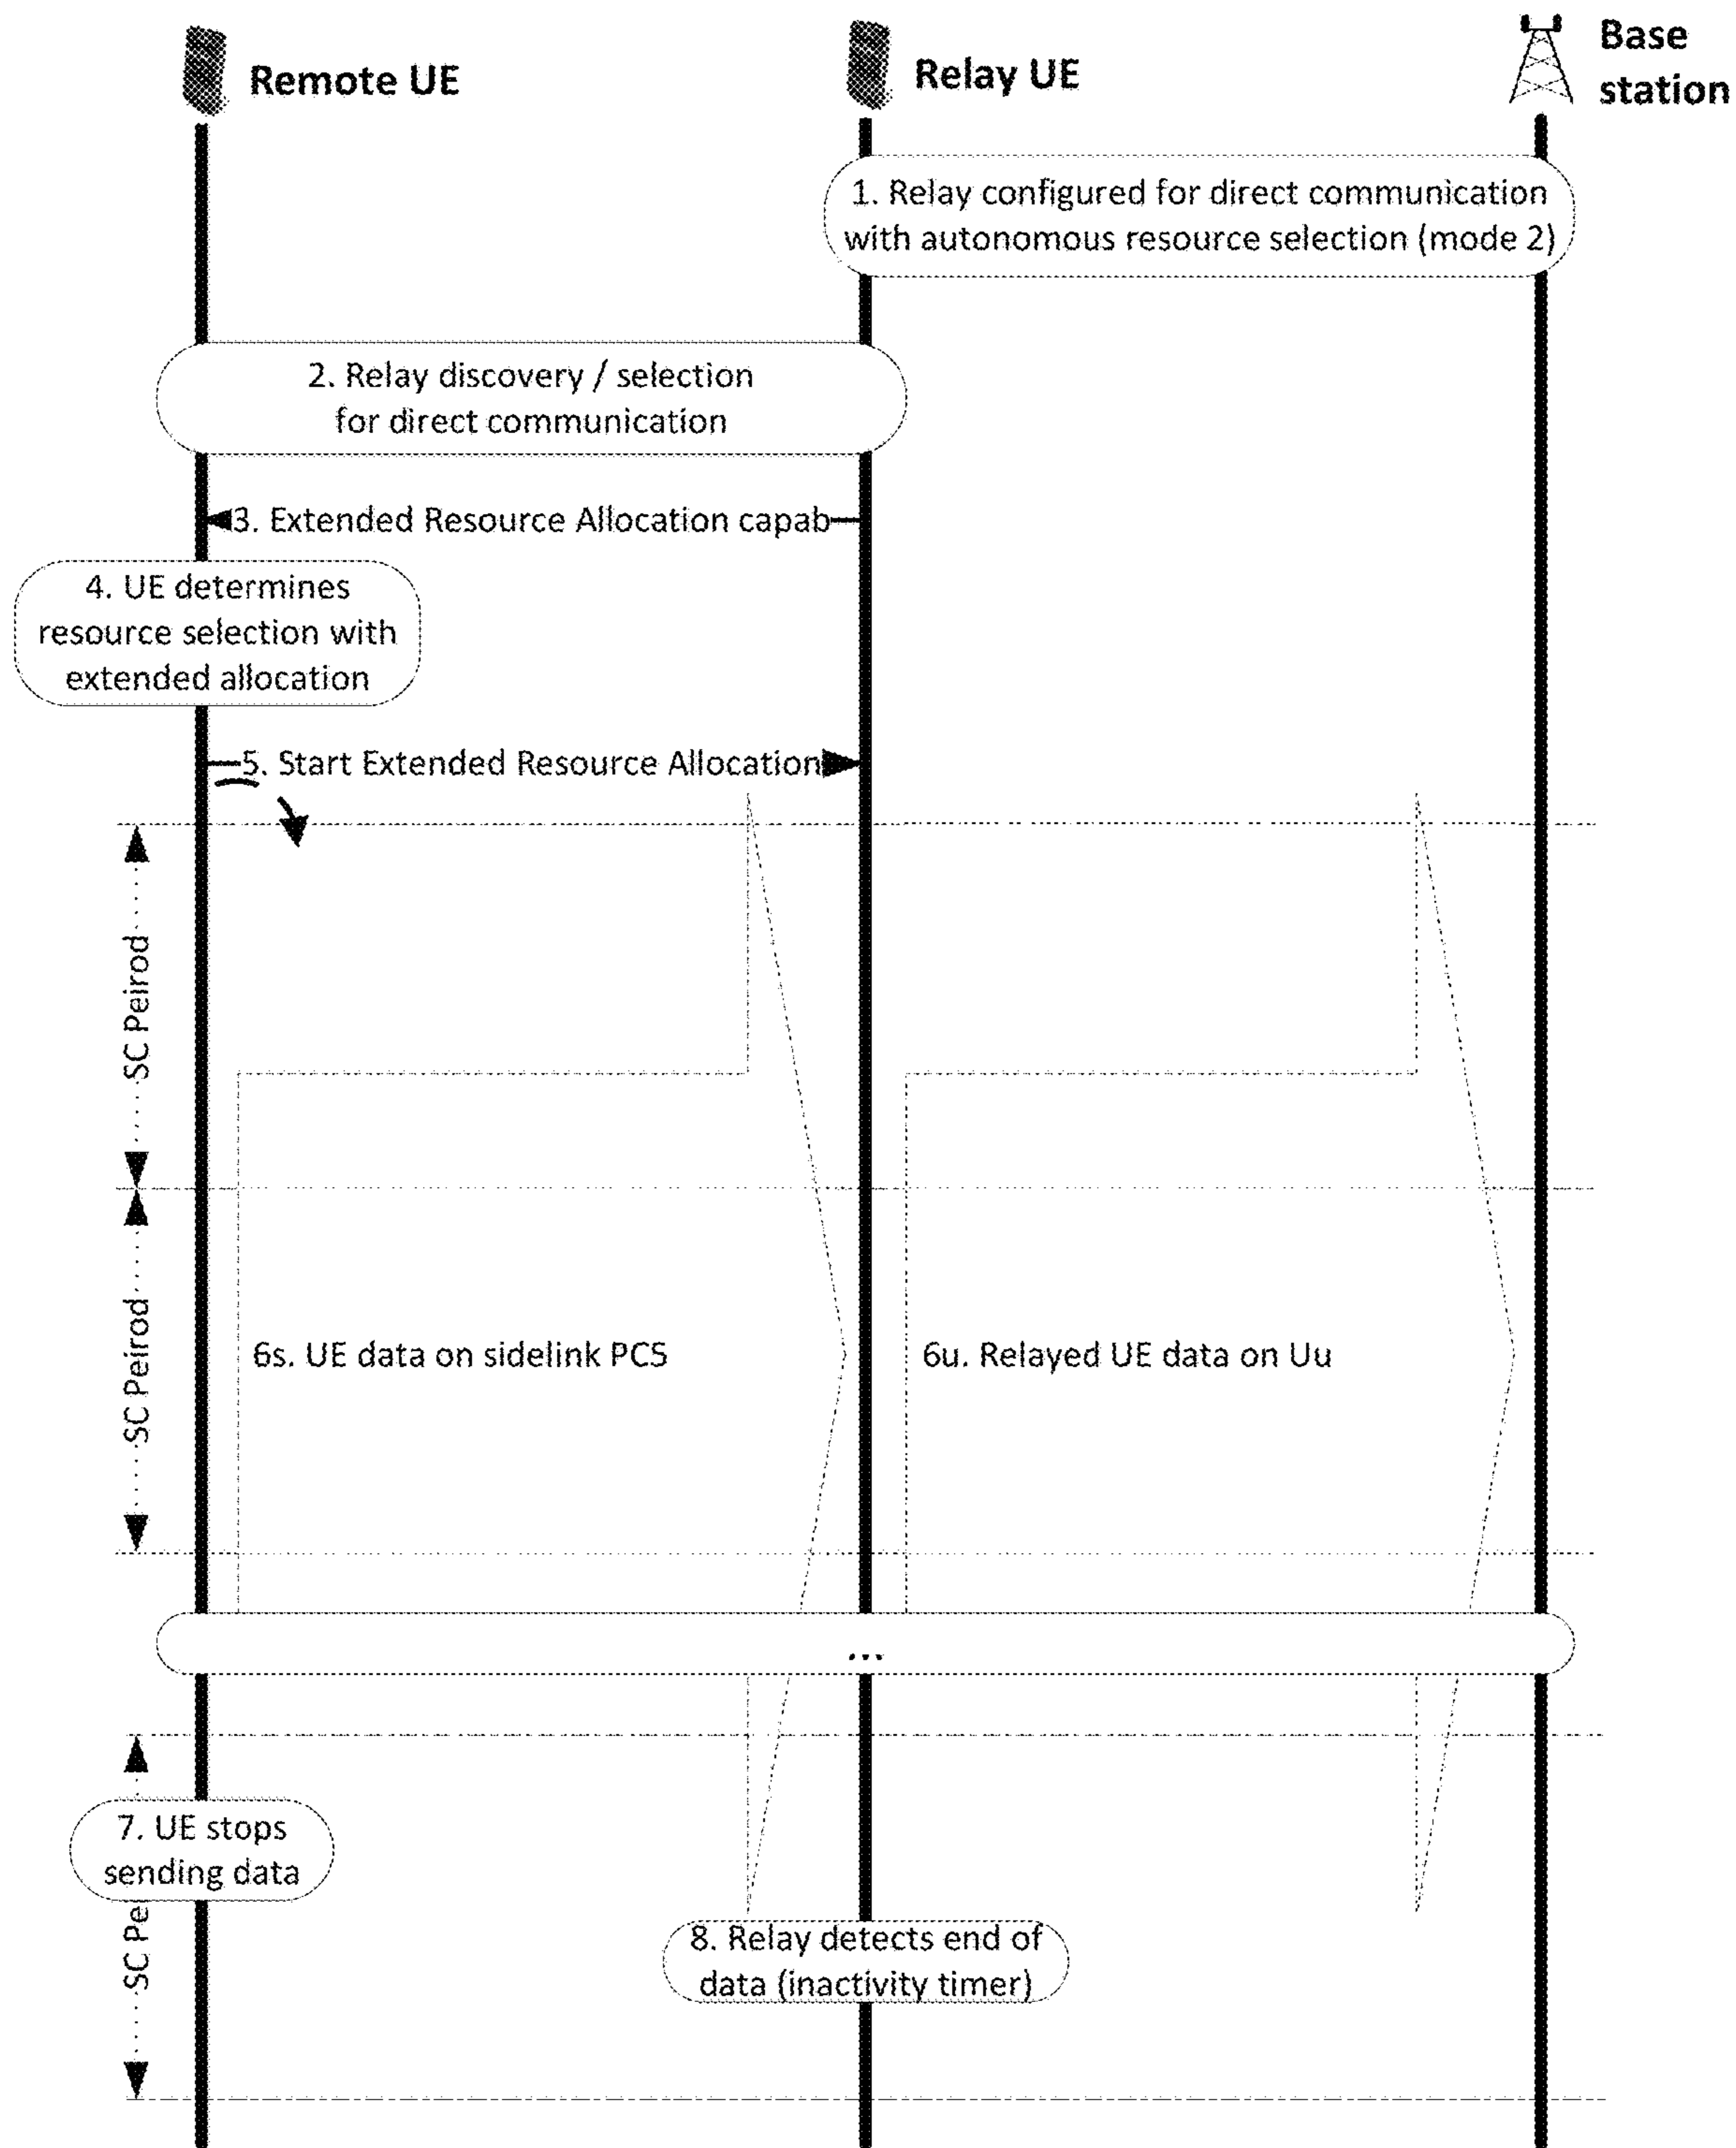 Remote UE
Relay UE
Base
station
1. Relay configured for direct communication
with autonomous resource selection (mode 2)
2. Relay discovery / selection
for direct communication
3. Extended Resource Allocation capab
4. UE determines
resource selection with
extended allocation
5. Start Extended Resource Allocation
SC Peirod
SC Peirod
6s. UE data on sidelink PC5
6u. Relayed UE data on Uu
...
7. UE stops
sending data
SC Pe
8. Relay detects end of
data (inactivity timer)